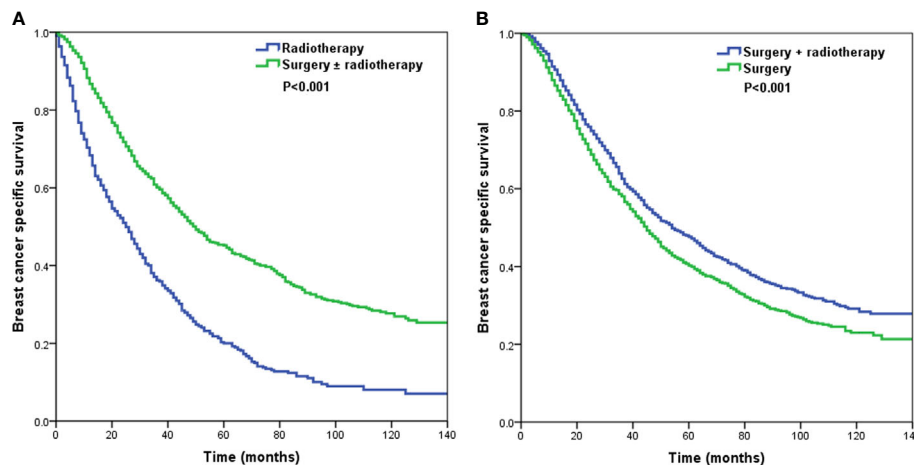 A
Radiotherapy
Surgery ± radiotherapy
P<0.001
Breast cancer specific survival
1.0
0.8
0.6
0.4
0.2
0.0
0 20 40 60 80 100 120 140
Time (months)
B
Surgery + radiotherapy
Surgery
P<0.001
Breast cancer specific survival
1.0
0.8
0.6
0.4
0.2
0.0
0 20 40 60 80 100 120 140
Time (months)